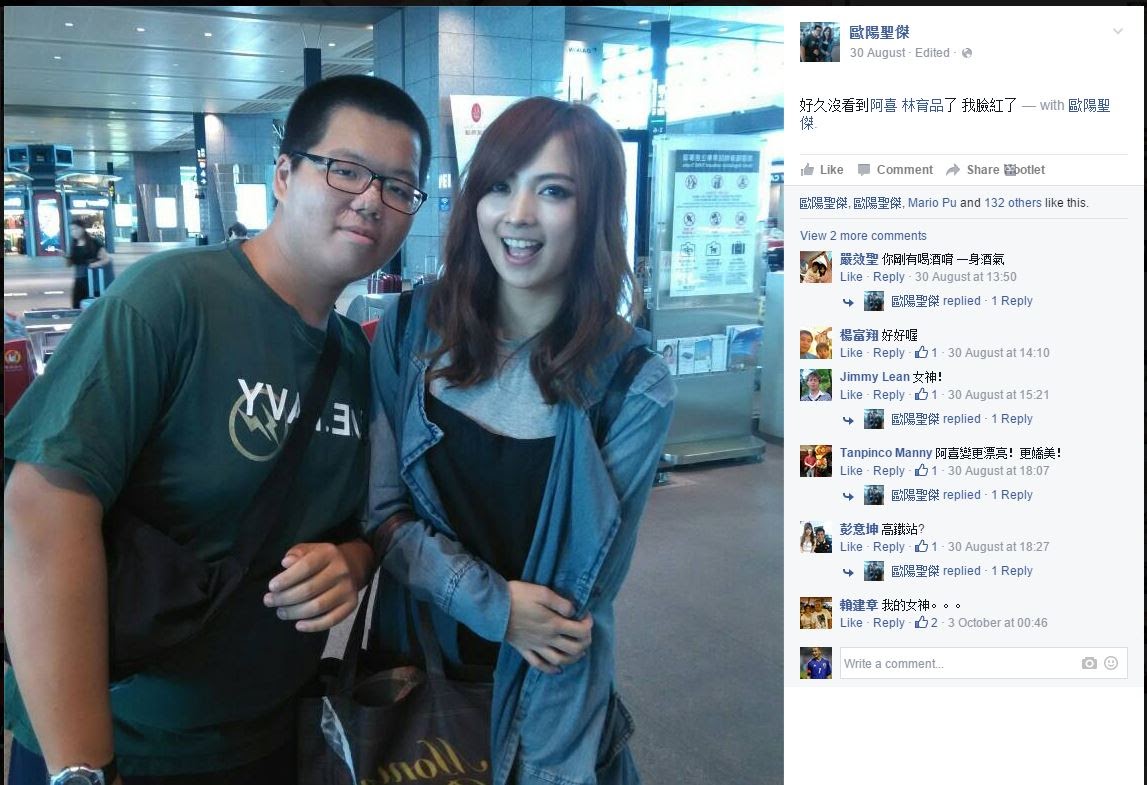 歐陽聖傑
30 August · Edited ·
好久沒看到阿喜 林育品了 我臉紅了 — with 歐陽聖
傑.
Like Comment Share
歐陽聖傑, 歐陽聖傑, Mario Pu and 132 others like this.
View 2 more comments
嚴效聖 你剛有喝酒唷 一身酒氣
Like · Reply · 30 August at 13:50
歐陽聖傑 replied · 1 Reply
楊富翔 好好喔
Like · Reply · 1 · 30 August at 14:10
Jimmy Lean 女神!
Like · Reply · 1 · 30 August at 15:21
歐陽聖傑 replied · 1 Reply
Tanpinco Manny 阿喜變更漂亮! 更嬌美!
Like · Reply · 1 · 30 August at 18:07
歐陽聖傑 replied · 1 Reply
彭意坤 高鐵站?
Like · Reply · 1 · 30 August at 18:27
歐陽聖傑 replied · 1 Reply
賴建章 我的女神。。。
Like · Reply · 2 · 3 October at 00:46
Write a comment...